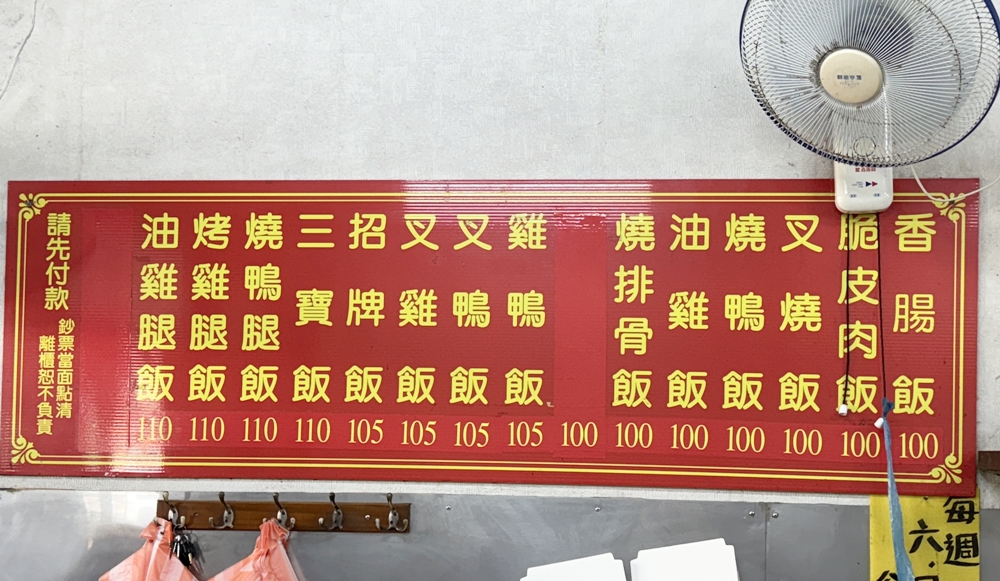 香腸飯 100
脆皮肉飯 100
叉燒飯 100
燒鴨飯 100
油雞飯 100
燒排骨飯 100
100
雞鴨飯 105
叉鴨飯 105
叉雞飯 105
招牌飯 105
三寶飯 110
燒鴨腿飯 110
烤雞腿飯 110
油雞腿飯 110
請先付款
鈔票當面點清
離櫃恕不負責
每週
六